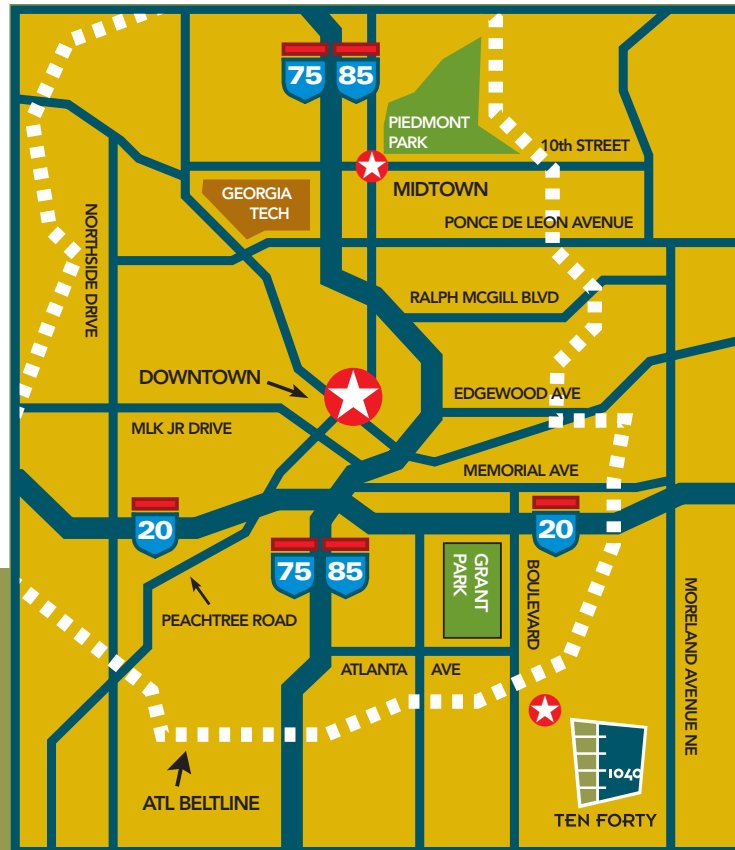 75 85
PIEDMONT
PARK
10th STREET
MIDTOWN
GEORGIA
TECH
NORTHSIDE DRIVE
PONCE DE LEON AVENUE
RALPH MCGILL BLVD
DOWNTOWN
EDGEWOOD AVE
MLK JR DRIVE
MEMORIAL AVE
20
20
75 85
GRANT
PARK
BOULEVARD
MORELAND AVENUE NE
PEACHTREE ROAD
ATLANTA AVE
1040
ATL BELTLINE
TEN FORTY